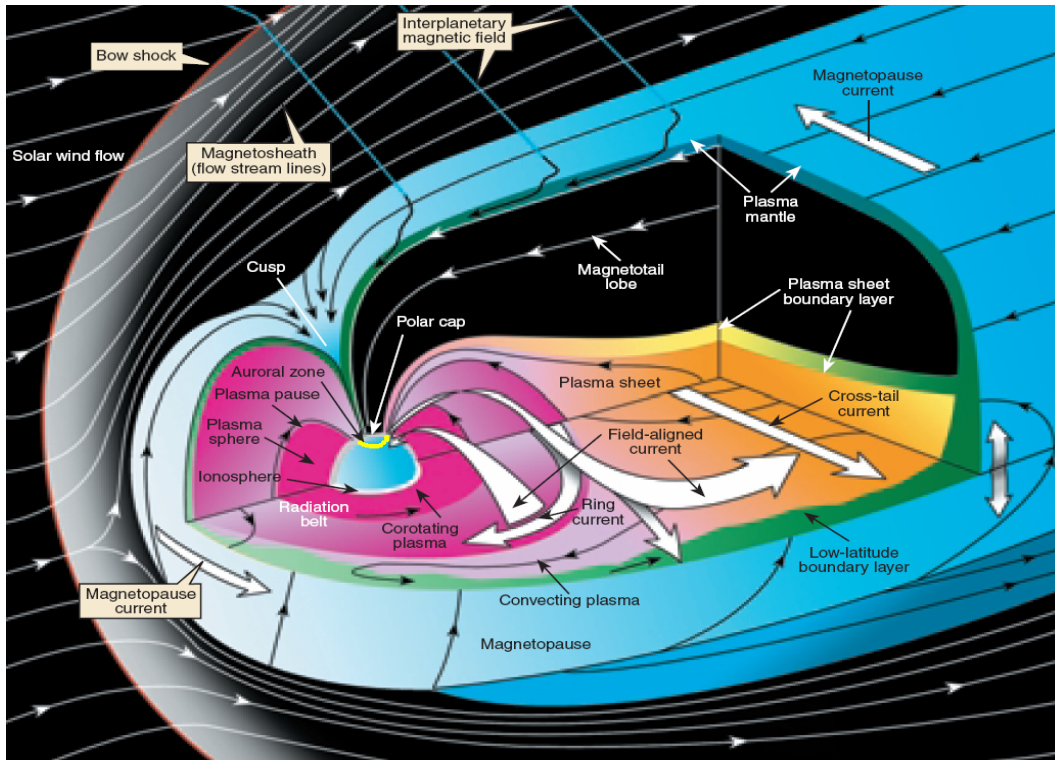 Bow shock
Interplanetary
magnetic field
Magnetopause
current
Solar wind flow
Magnetosheath
(flow stream lines)
Plasma
mantle
Cusp
Magnetotail
lobe
Plasma sheet
boundary layer
Polar cap
Auroral zone
Plasma pause
Plasma
sphere
Ionosphere
Radiation
belt
Plasma sheet
Cross-tail
current
Field-aligned
current
Ring
current
Corotating
plasma
Low-latitude
boundary layer
Magnetopause
current
Convecting plasma
Magnetopause